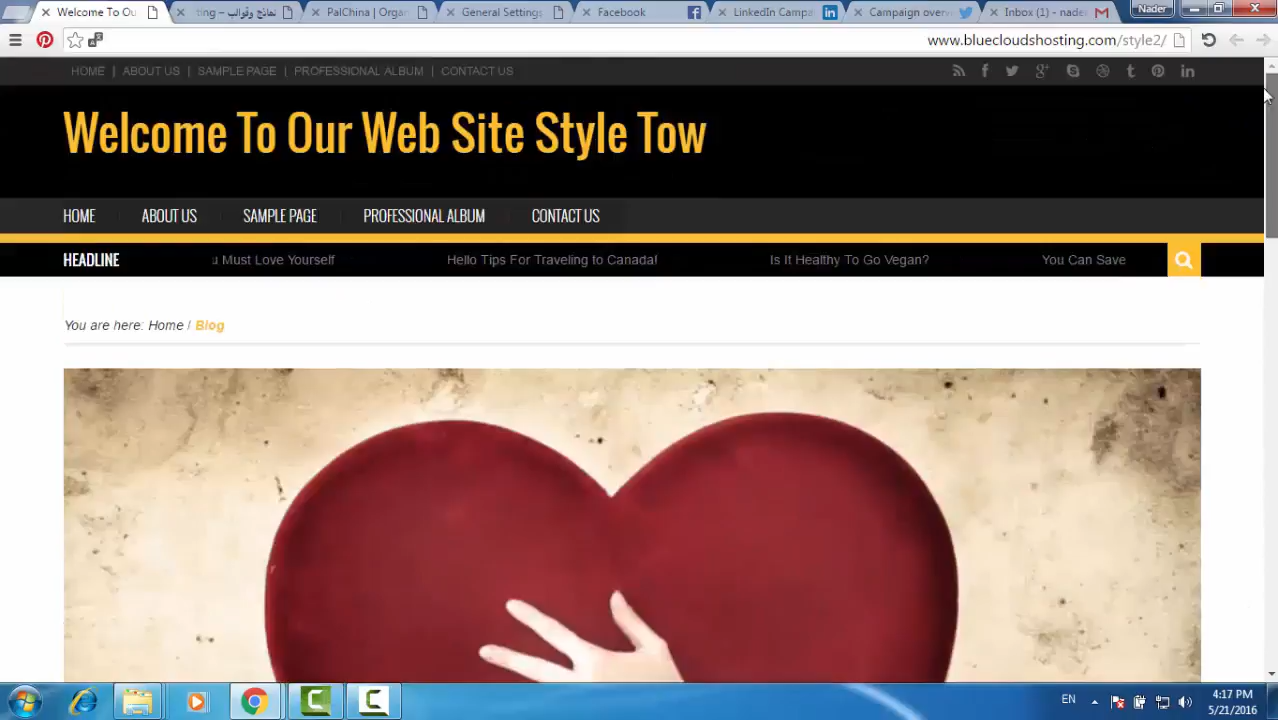 Welcome To Ou
نماذج وقوالب – ting
PalChina | Organ
General Settings
Facebook
LinkedIn Campa
Campaign overv
Inbox (1) - nade
Nader
www.bluecloudshosting.com/style2/
HOME | ABOUT US | SAMPLE PAGE | PROFESSIONAL ALBUM | CONTACT US
Welcome To Our Web Site Style Tow
HOME ABOUT US SAMPLE PAGE PROFESSIONAL ALBUM CONTACT US
HEADLINE u Must Love Yourself Hello Tips For Traveling to Canada! Is It Healthy To Go Vegan? You Can Save
You are here: Home / Blog
EN
4:17 PM
5/21/2016